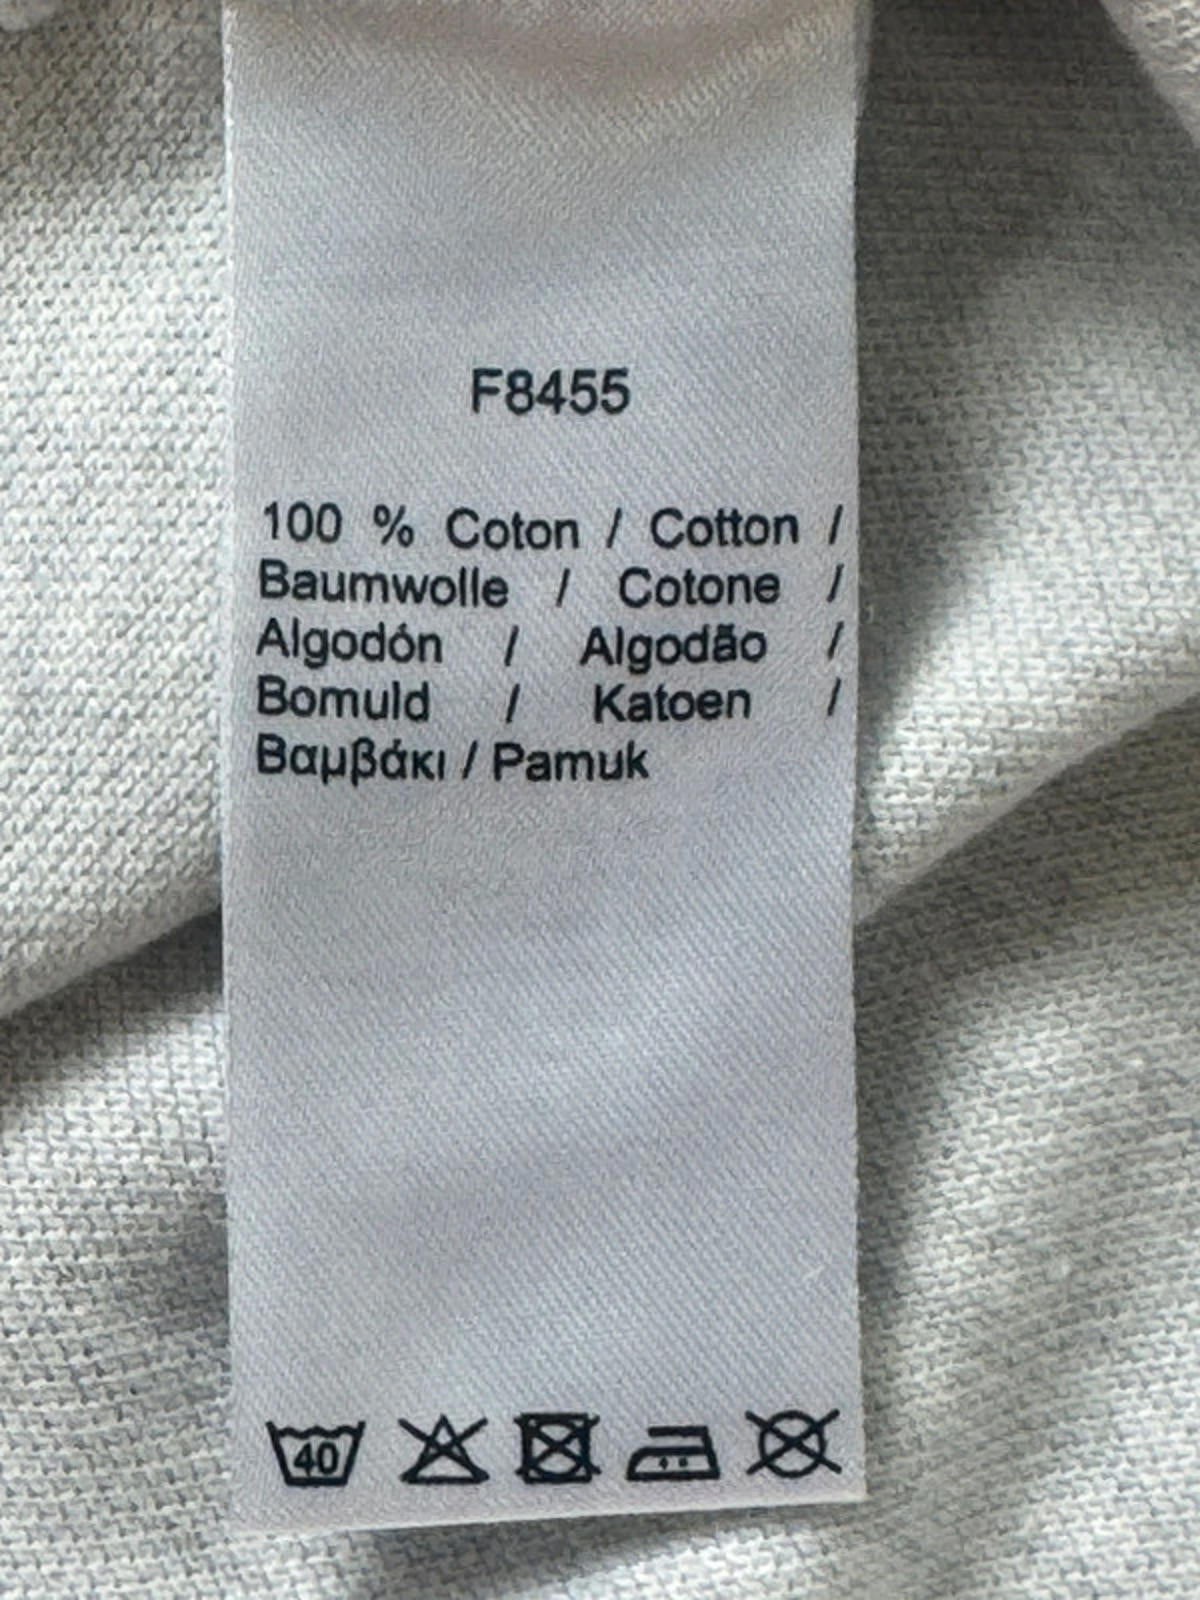 F8455
100 % Coton / Cotton /
Baumwolle / Cotone /
Algodón / Algodão /
Bomuld / Katoen /
Βαμβάκι / Pamuk
40